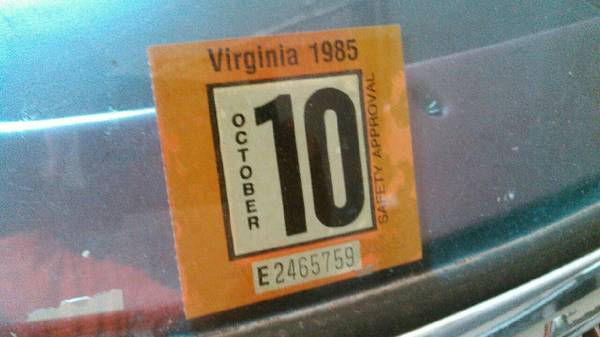 Virginia 1985
OCTOBER
10
SAFETY APPROVAL
E2465759